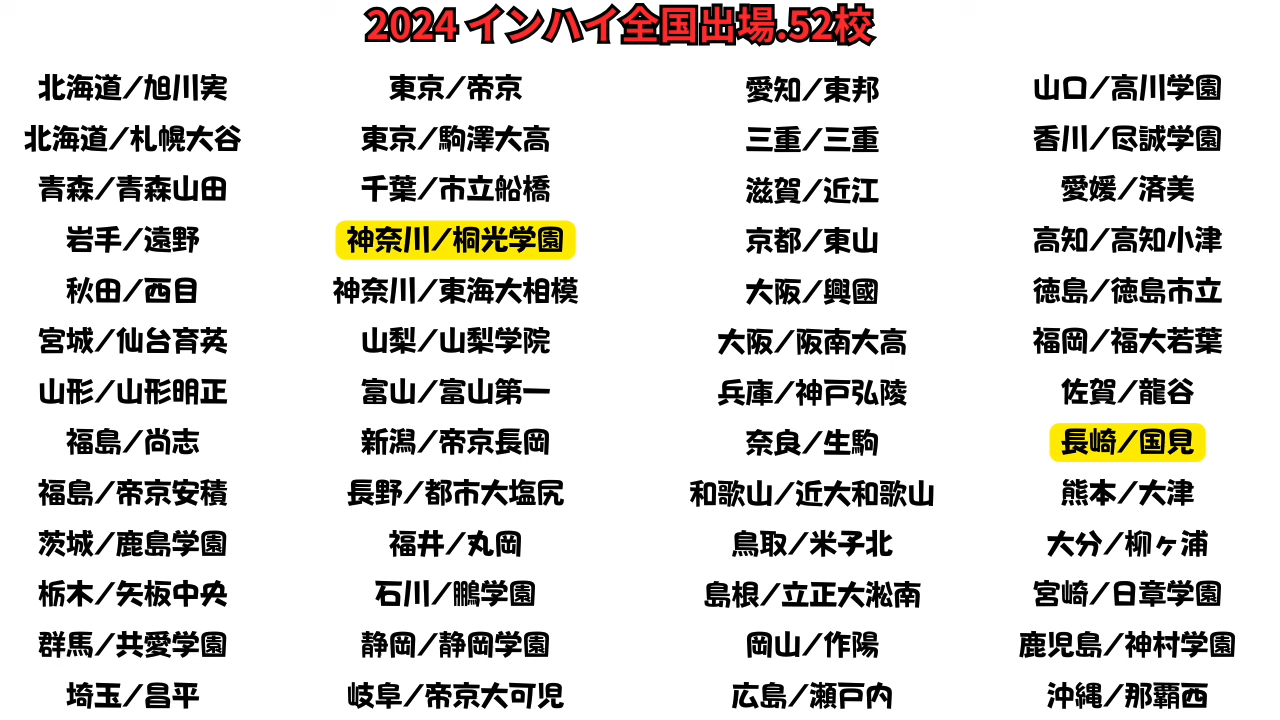 2024 インハイ全国出場.52校
北海道/旭川実
北海道/札幌大谷
青森/青森山田
岩手/遠野
秋田/西目
宮城/仙台育英
山形/山形明正
福島/尚志
福島/帝京安積
茨城/鹿島学園
栃木/矢板中央
群馬/共愛学園
埼玉/昌平
東京/帝京
東京/駒澤大高
千葉/市立船橋
神奈川/桐光学園
神奈川/東海大相模
山梨/山梨学院
富山/富山第一
新潟/帝京長岡
長野/都市大塩尻
福井/丸岡
石川/鵬学園
静岡/静岡学園
岐阜/帝京大可児
愛知/東邦
三重/三重
滋賀/近江
京都/東山
大阪/興國
大阪/阪南大高
兵庫/神戸弘陵
奈良/生駒
和歌山/近大和歌山
鳥取/米子北
島根/立正大淞南
岡山/作陽
広島/瀬戸内
山口/高川学園
香川/尽誠学園
愛媛/済美
高知/高知小津
徳島/徳島市立
福岡/福大若葉
佐賀/龍谷
長崎/国見
熊本/大津
大分/柳ヶ浦
宮崎/日章学園
鹿児島/神村学園
沖縄/那覇西